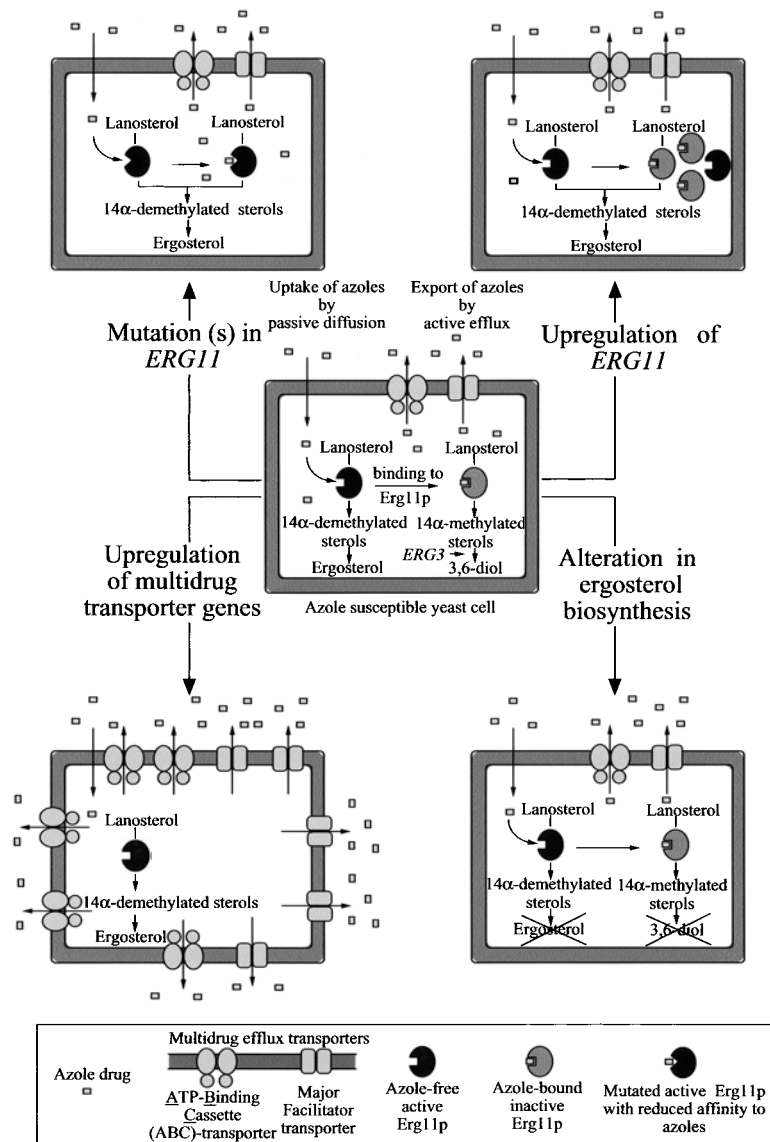 Lanosterol
Lanosterol
14α-demethylated sterols
Ergosterol
Lanosterol
Lanosterol
14α-demethylated sterols
Ergosterol
Mutation (s) in
ERG11
Uptake of azoles
by
passive diffusion
Export of azoles
by
active efflux
Upregulation of
ERG11
Lanosterol
Lanosterol
binding to
Erg11p
14α-demethylated
sterols
Ergosterol
14α-methylated
sterols
ERG3
3,6-diol
Azole susceptible yeast cell
Upregulation
of multidrug
transporter genes
Alteration in
ergosterol
biosynthesis
Lanosterol
14α-demethylated sterols
Ergosterol
Lanosterol
Lanosterol
14α-demethylated
sterols
Ergosterol
14α-methylated
sterols
3,6-diol
Azole drug
Multidrug efflux transporters
ATP-Binding
Cassette
(ABC)-transporter
Major
Facilitator
transporter
Azole-free
active
Erg11p
Azole-bound
inactive
Erg11p
Mutated active Erg11p
with reduced affinity to
azoles